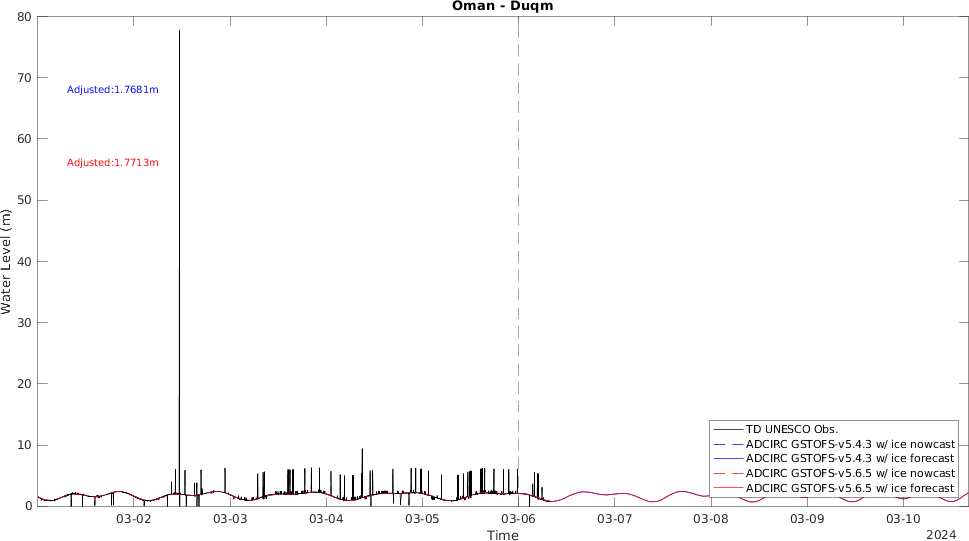 Oman - Duqm
80
70
60
50
40
30
20
10
0
Water Level (m)
Adjusted:1.7681m
Adjusted:1.7713m
TD UNESCO Obs.
ADCIRC GSTOFS-v5.4.3 w/ ice nowcast
ADCIRC GSTOFS-v5.4.3 w/ ice forecast
ADCIRC GSTOFS-v5.6.5 w/ ice nowcast
ADCIRC GSTOFS-v5.6.5 w/ ice forecast
03-02 03-03 03-04 03-05 03-06 03-07 03-08 03-09 03-10
Time
2024